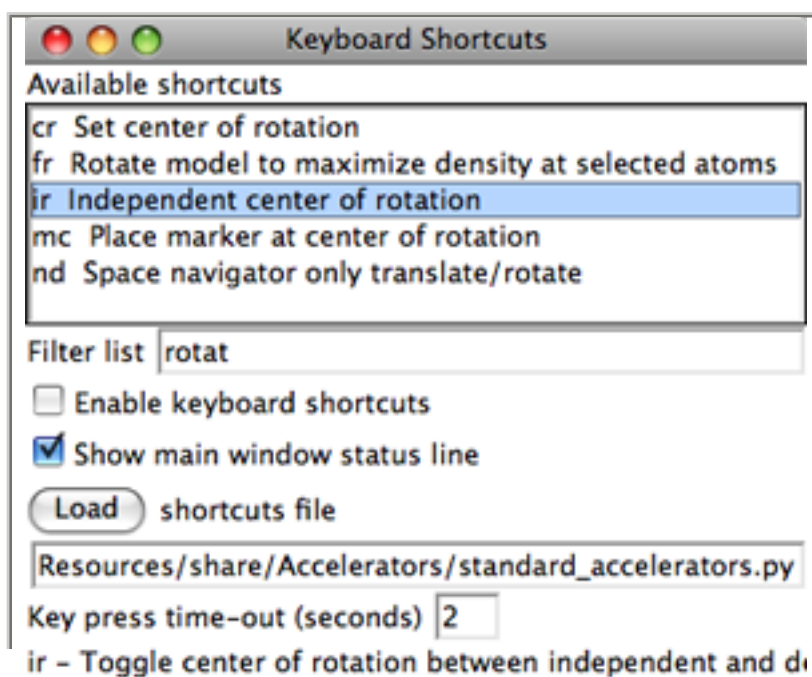 Keyboard Shortcuts
Available shortcuts
cr Set center of rotation
fr Rotate model to maximize density at selected atoms
ir Independent center of rotation
mc Place marker at center of rotation
nd Space navigator only translate/rotate
Filter list rotat
Enable keyboard shortcuts
Show main window status line
Load shortcuts file
Resources/share/Accelerators/standard_accelerators.py
Key press time-out (seconds) 2
ir – Toggle center of rotation between independent and